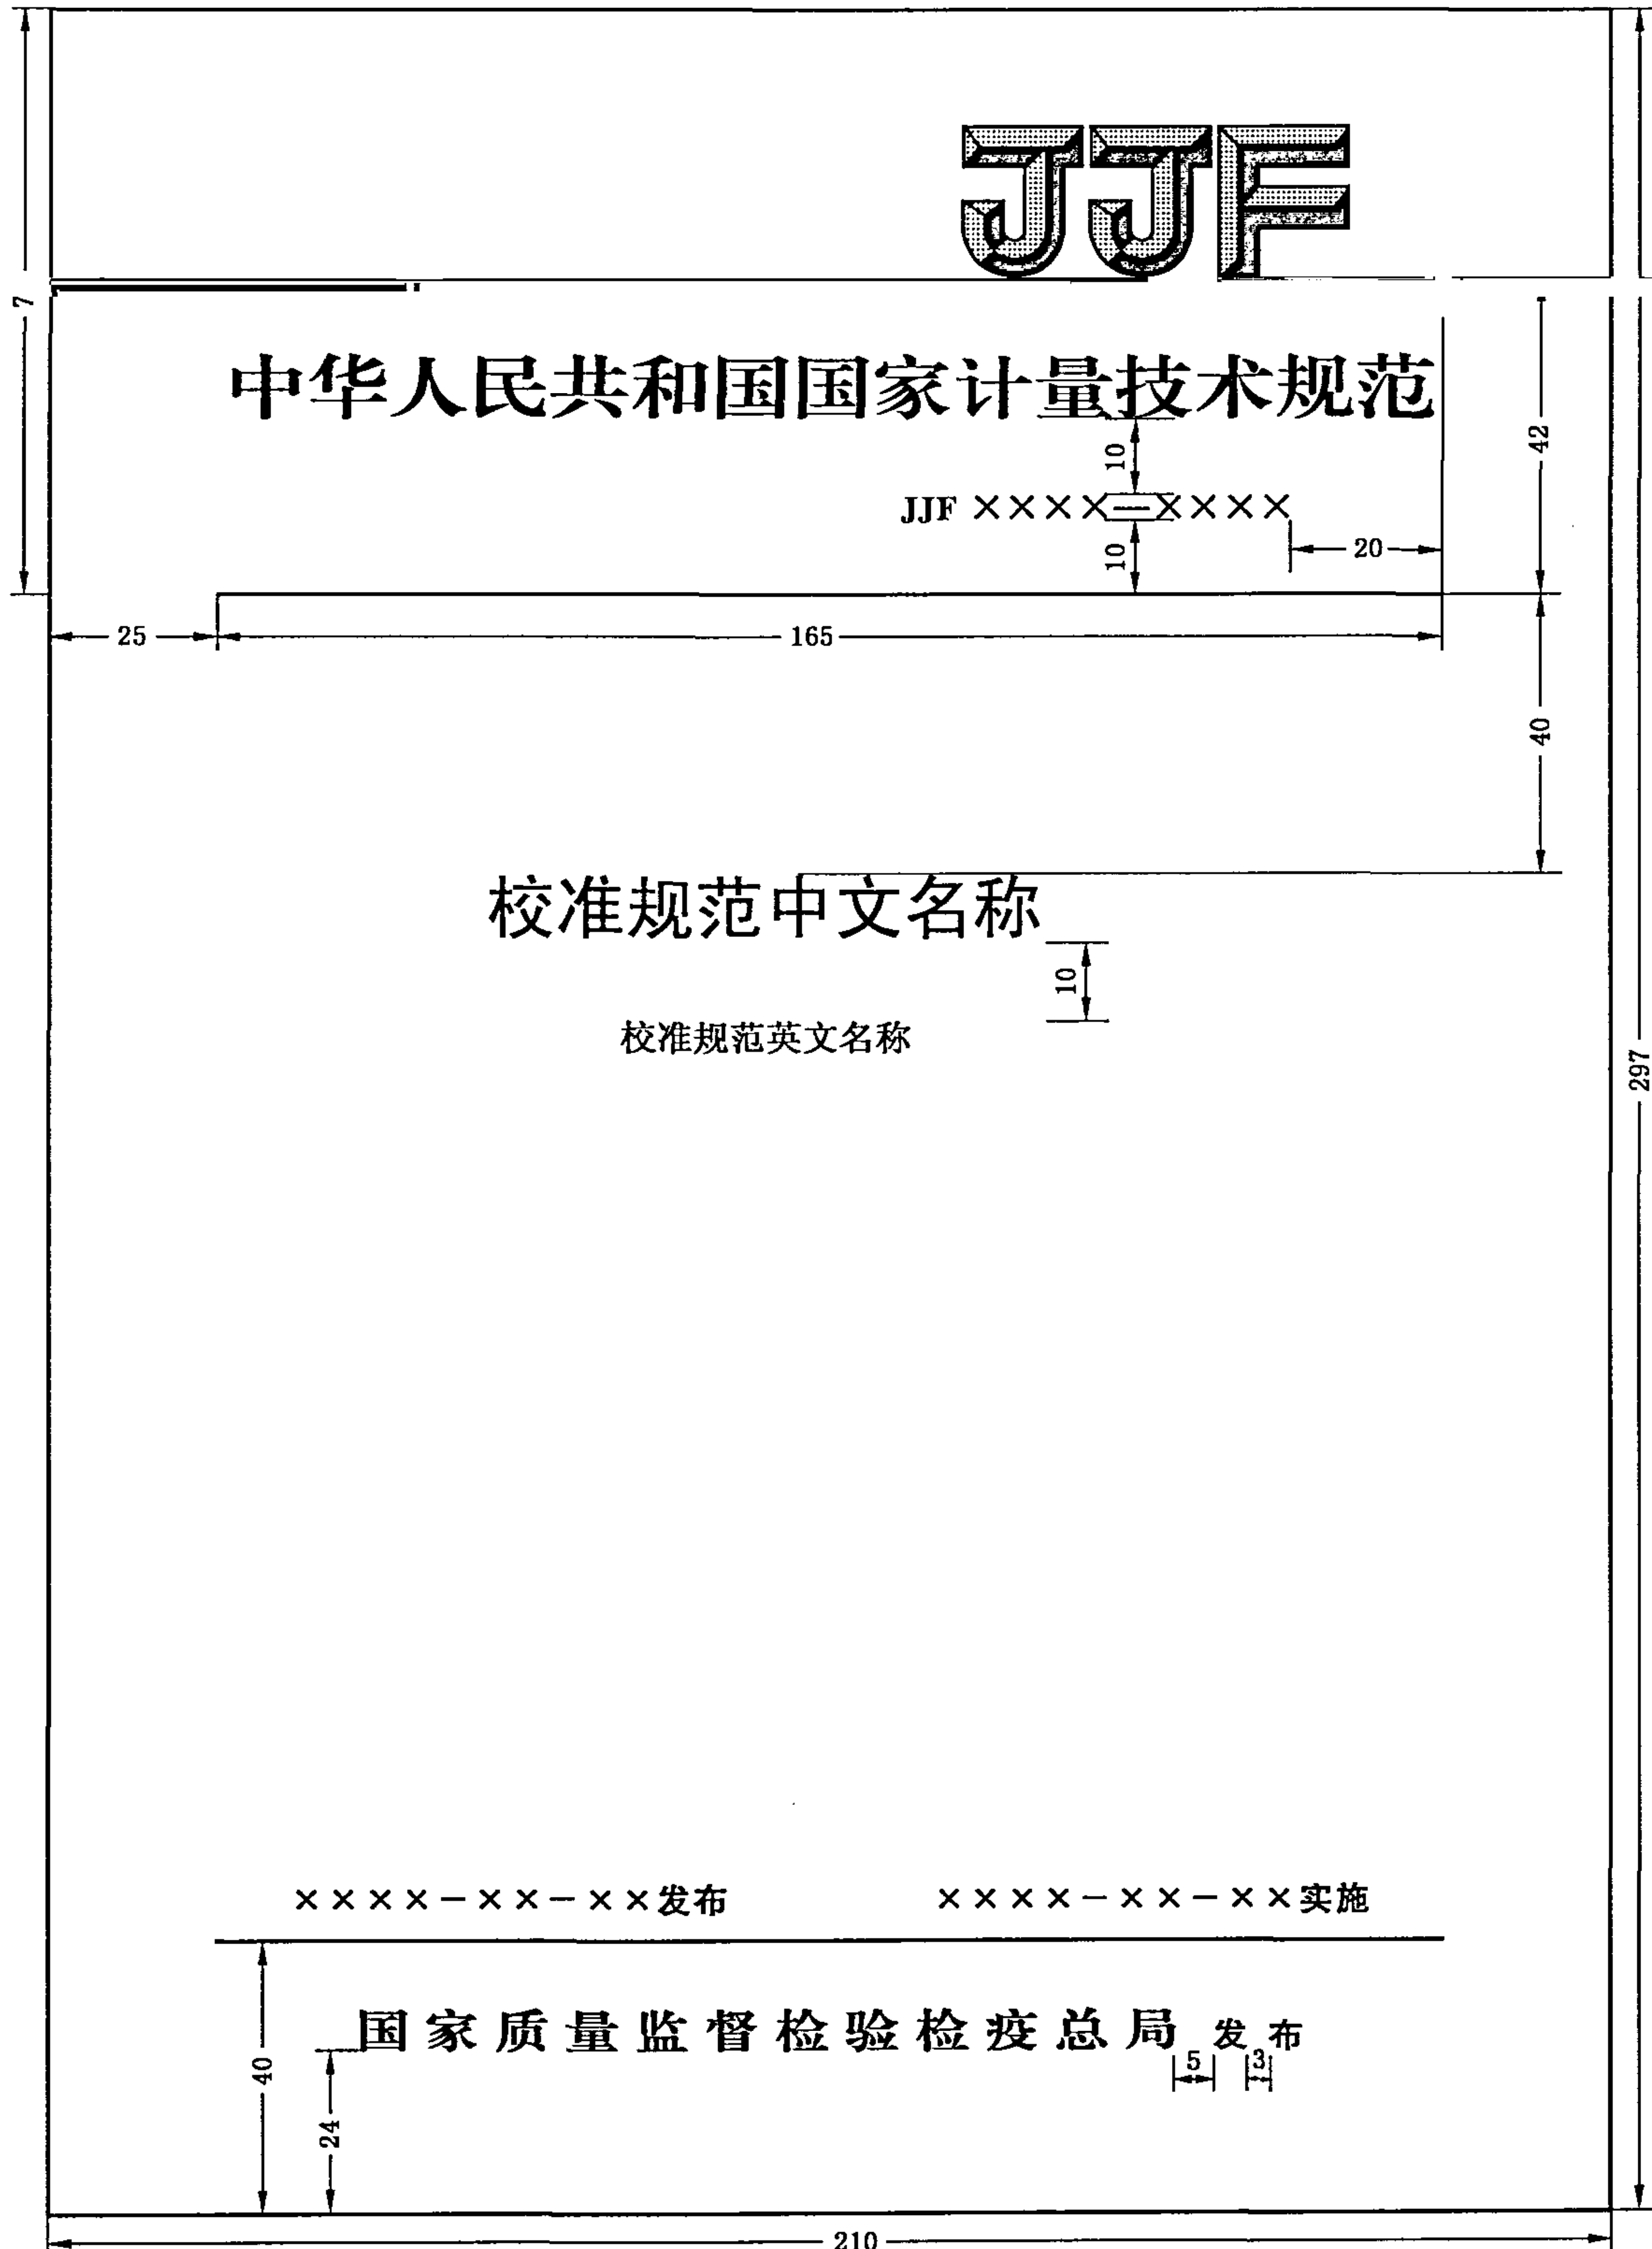 JJF
7
中华人民共和国国家计量技术规范
42
10
JJF ××××—××××
10
20
25
165
40
校准规范中文名称
10
校准规范英文名称
297
××××-××-××发布 ××××-××-××实施
国家质量监督检验检疫总局 发布
5 3
40
24
210